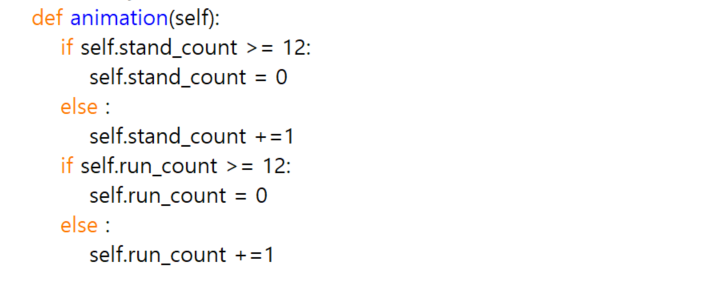 def animation(self):
if self.stand_count >= 12:
self.stand_count = 0
else :
self.stand_count +=1
if self.run_count >= 12:
self.run_count = 0
else :
self.run_count +=1